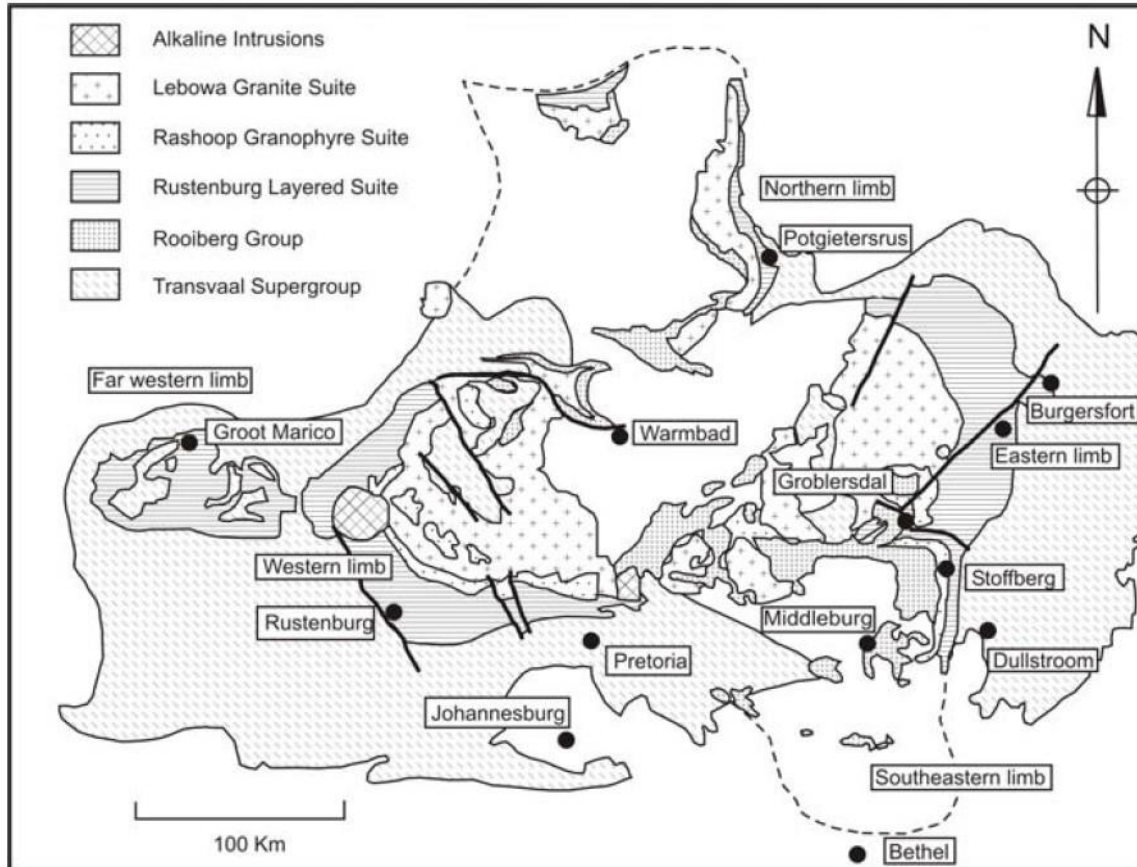 Alkaline Intrusions
Lebowa Granite Suite
Rashoop Granophyre Suite
Rustenburg Layered Suite
Rooiberg Group
Transvaal Supergroup
N
Northern limb
Potgietersrus
Far western limb
Groot Marico
Warmbad
Burgersfort
Eastern limb
Groblersdal
Western limb
Stoffberg
Rustenburg
Middleburg
Pretoria
Dullstroom
Johannesburg
Southeastern limb
100 Km
Bethel